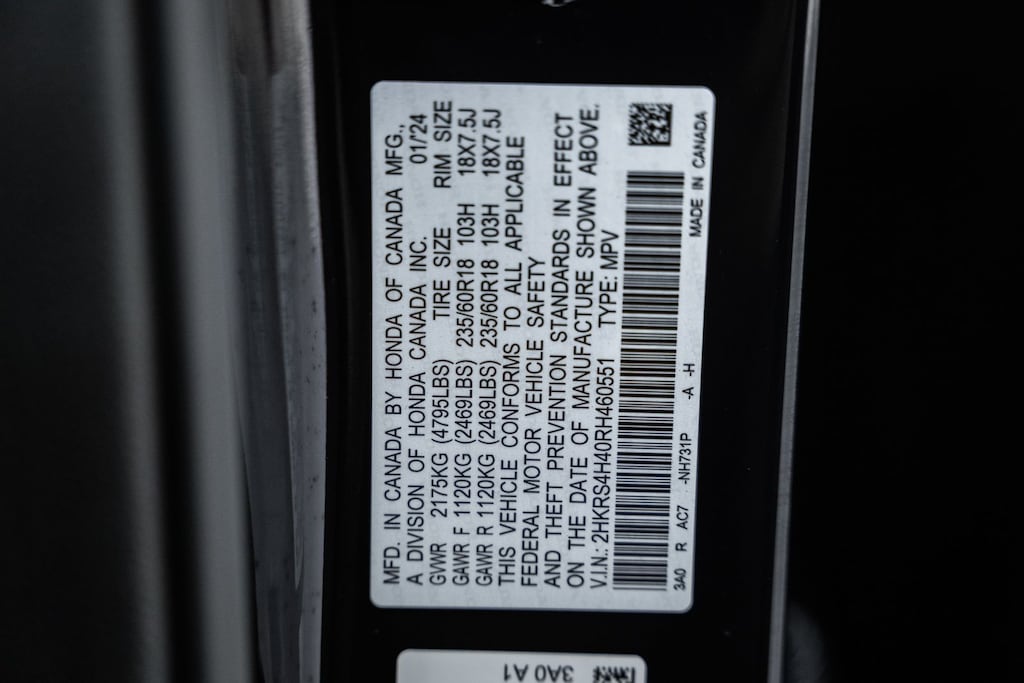 MFD. IN CANADA BY HONDA OF CANADA MFG.,
A DIVISION OF HONDA CANADA INC. 01/'24
GVWR 2175KG (4795LBS) TIRE SIZE RIM SIZE
GAWR F 1120KG (2469LBS) 235/60R18 103H 18X7.5J
GAWR R 1120KG (2469LBS) 235/60R18 103H 18X7.5J
THIS VEHICLE CONFORMS TO ALL APPLICABLE
FEDERAL MOTOR VEHICLE SAFETY
AND THEFT PREVENTION STANDARDS IN EFFECT
ON THE DATE OF MANUFACTURE SHOWN ABOVE.
V.I.N.: 2HKRS4H40RH460551 TYPE: MPV
3A0 R AC7 -NH731P -A -H MADE IN CANADA
3A0 A1